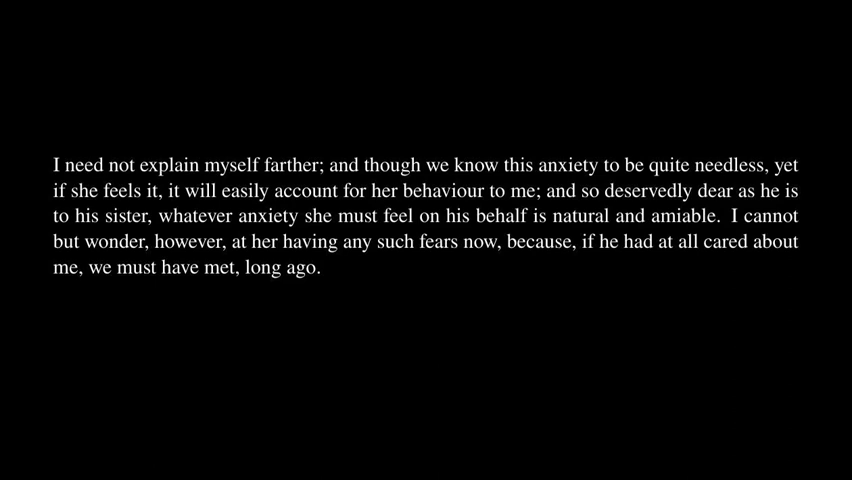 I need not explain myself farther; and though we know this anxiety to be quite needless, yet
if she feels it, it will easily account for her behaviour to me; and so deservedly dear as he is
to his sister, whatever anxiety she must feel on his behalf is natural and amiable. I cannot
but wonder, however, at her having any such fears now, because, if he had at all cared about
me, we must have met, long ago.